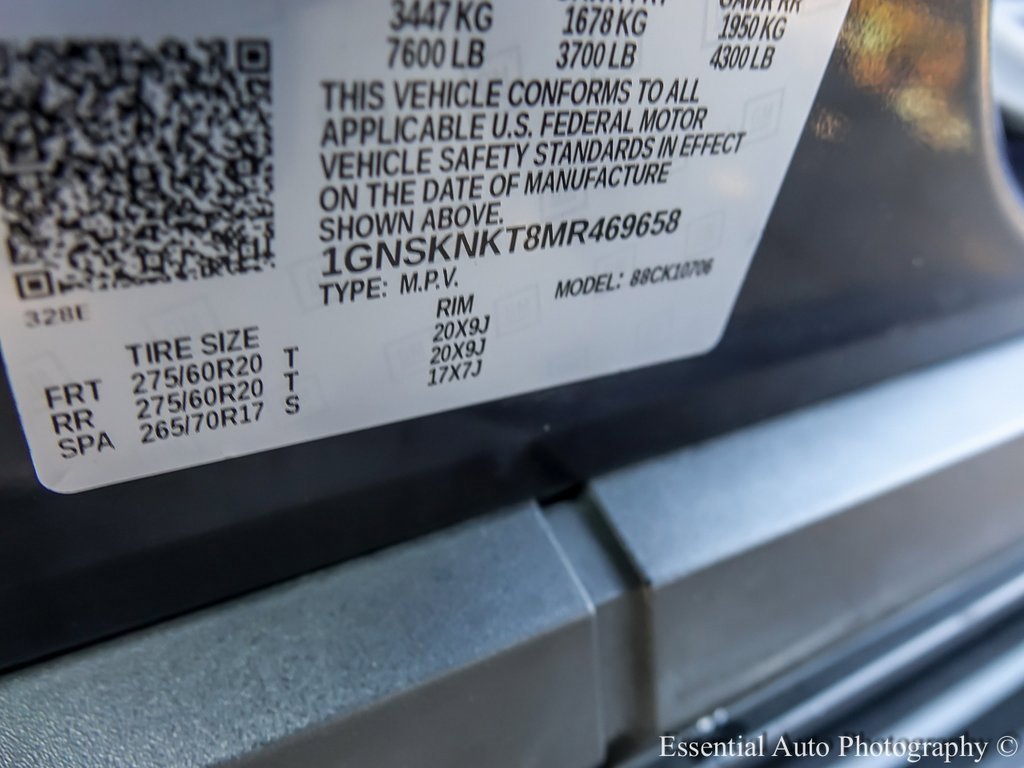 3447 KG 1678 KG 1950 KG
7600 LB 3700 LB 4300 LB
THIS VEHICLE CONFORMS TO ALL
APPLICABLE U.S. FEDERAL MOTOR
VEHICLE SAFETY STANDARDS IN EFFECT
ON THE DATE OF MANUFACTURE
SHOWN ABOVE.
1GNSKNKT8MR469658
TYPE: M.P.V. MODEL: 88CK10706
328E
TIRE SIZE RIM
FRT 275/60R20 T 20X9J
RR 275/60R20 T 20X9J
SPA 265/70R17 S 17X7J
Essential Auto Photography ©